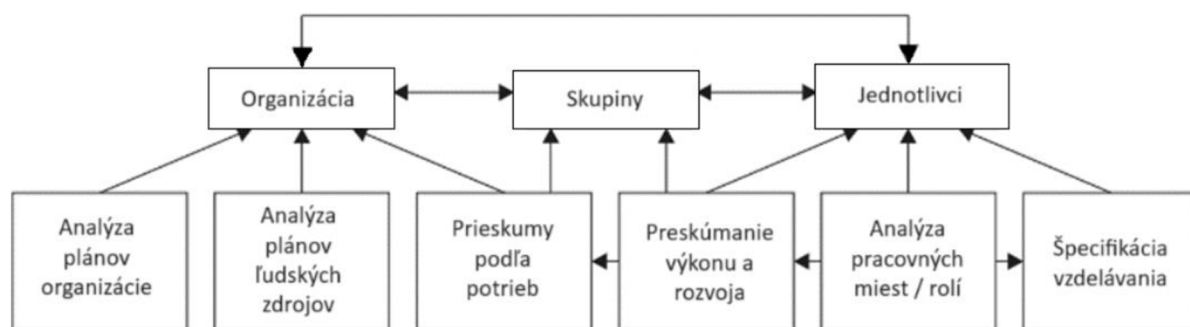 Organizácia
Skupiny
Jednotlivci
Analýza
plánov
organizácie
Analýza
plánov
ľudských
zdrojov
Prieskumy
podľa
potrieb
Preskúmanie
výkonu a
rozvoja
Analýza
pracovných
miest / rolí
Špecifikácia
vzdelávania